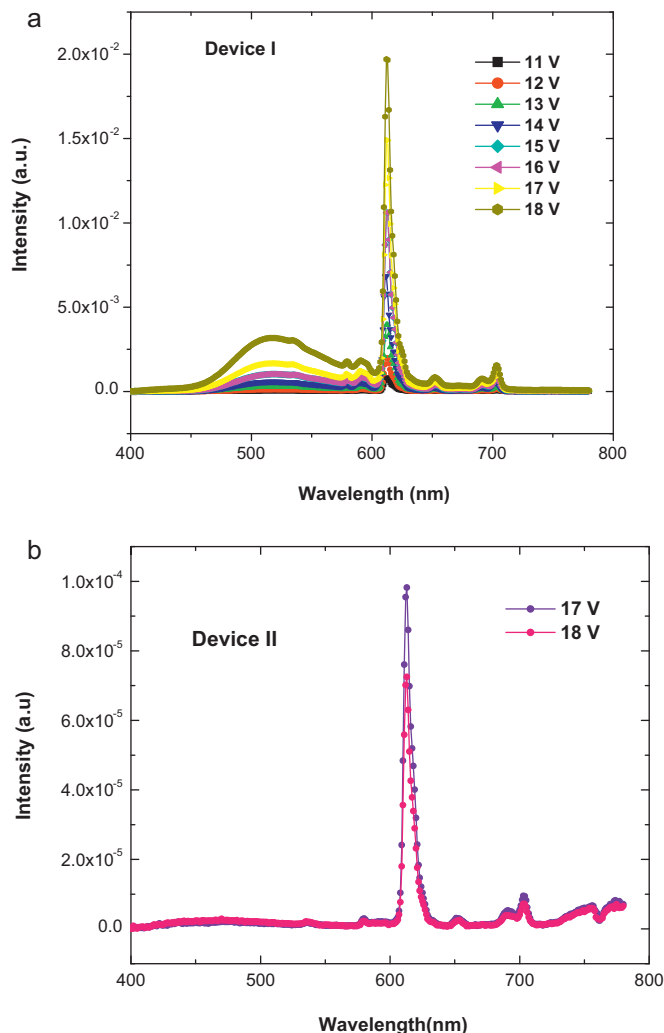 a
Device I
2.0x10⁻²
1.5x10⁻²
1.0x10⁻²
5.0x10⁻³
0.0
Intensity (a.u.)
11 V
12 V
13 V
14 V
15 V
16 V
17 V
18 V
400 500 600 700 800
Wavelength (nm)
b
Device II
1.0x10⁻⁴
8.0x10⁻⁵
6.0x10⁻⁵
4.0x10⁻⁵
2.0x10⁻⁵
0.0
Intensity (a.u)
17 V
18 V
400 500 600 700 800
Wavelength(nm)